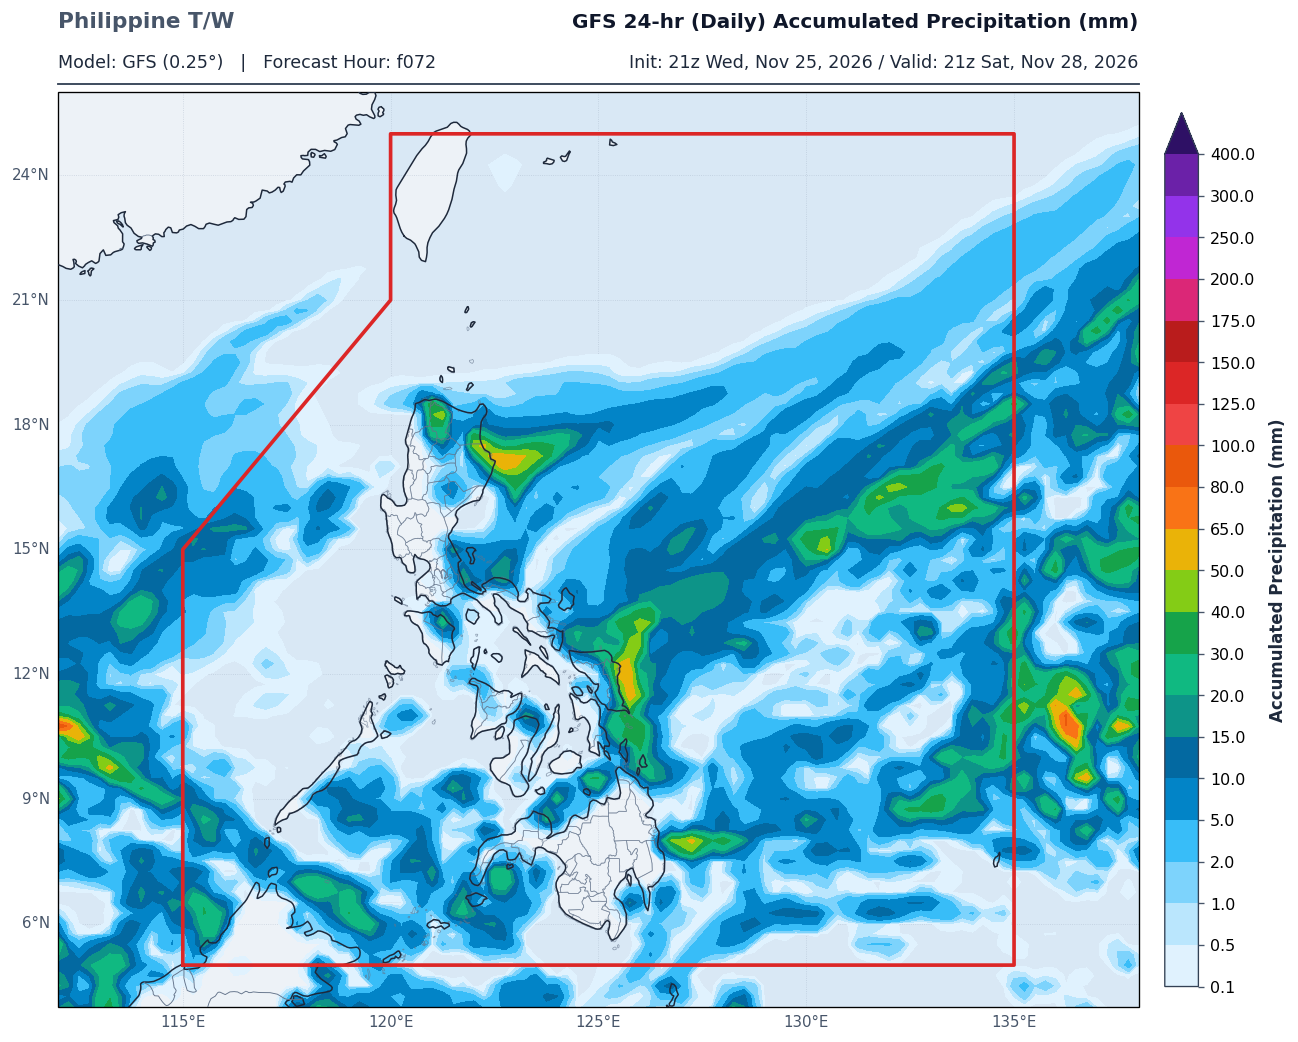 Philippine T/W
GFS 24-hr (Daily) Accumulated Precipitation (mm)
Model: GFS (0.25°)   |   Forecast Hour: f072
Init: 21z Wed, Nov 25, 2026 / Valid: 21z Sat, Nov 28, 2026
24°N
21°N
18°N
15°N
12°N
9°N
6°N
115°E
120°E
125°E
130°E
135°E
400.0
300.0
250.0
200.0
175.0
150.0
125.0
100.0
80.0
65.0
50.0
40.0
30.0
20.0
15.0
10.0
5.0
2.0
1.0
0.5
0.1
Accumulated Precipitation (mm)